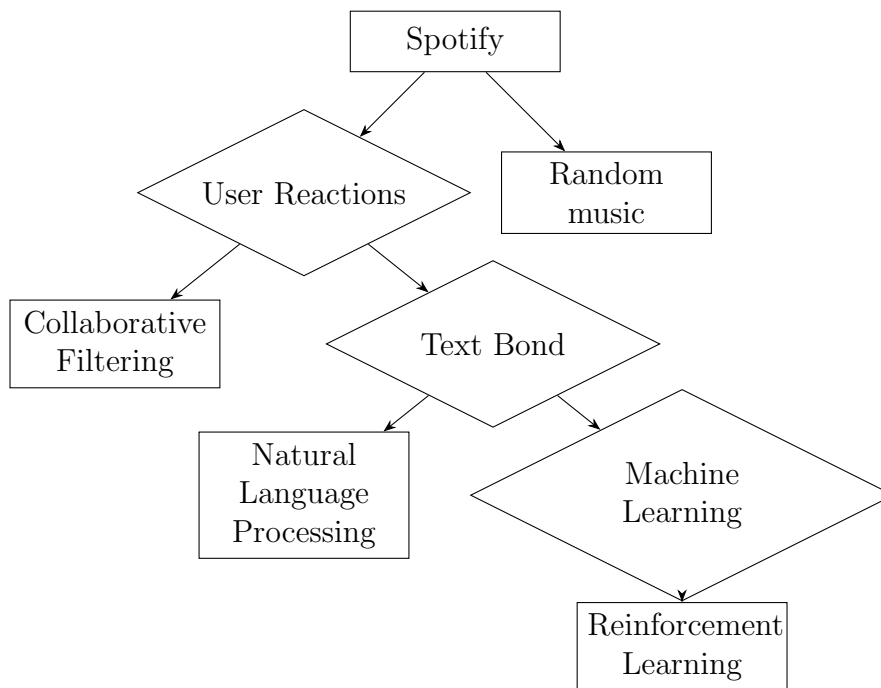 Spotify
User Reactions
Random
music
Collaborative
Filtering
Text Bond
Natural
Language
Processing
Machine
Learning
Reinforcement
Learning